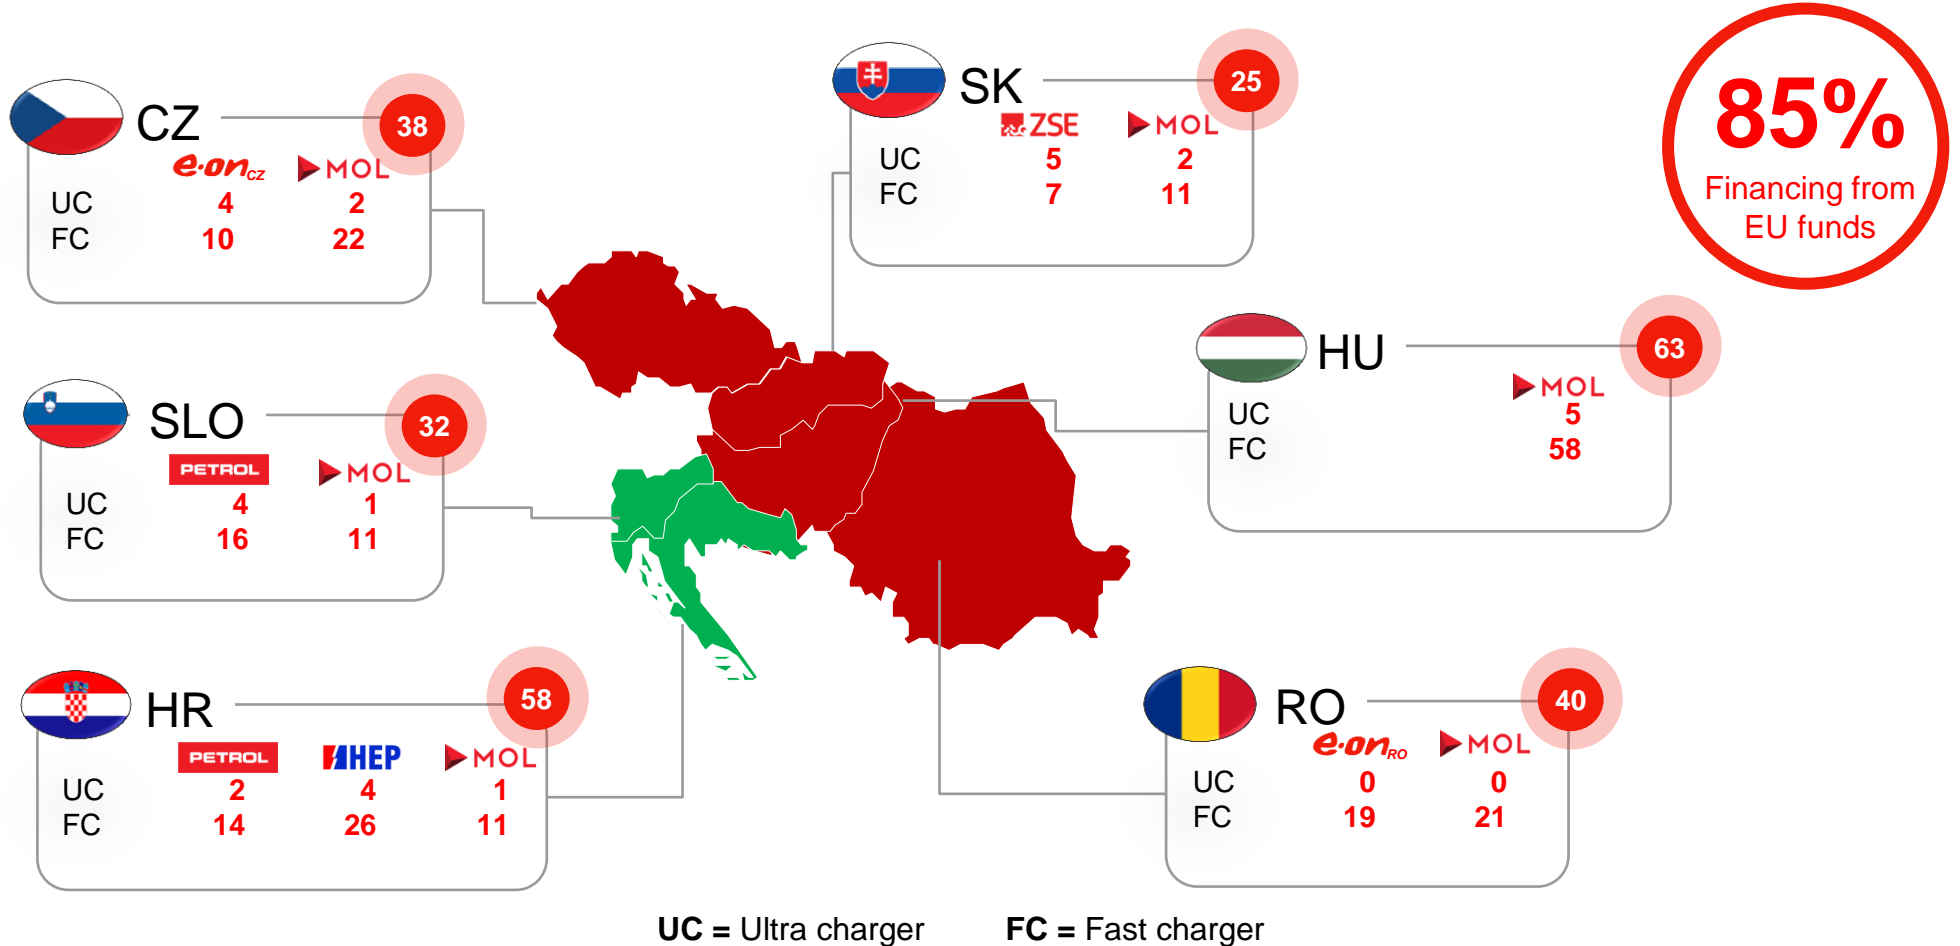 CZ
38
e·on CZ MOL
UC 4 2
FC 10 22
SK
25
ZSE MOL
UC 5 2
FC 7 11
85%
Financing from
EU funds
SLO
32
PETROL MOL
UC 4 1
FC 16 11
HU
63
MOL
UC 5
FC 58
HR
58
PETROL HEP MOL
UC 2 4 1
FC 14 26 11
RO
40
e·on RO MOL
UC 0 0
FC 19 21
UC = Ultra charger FC = Fast charger